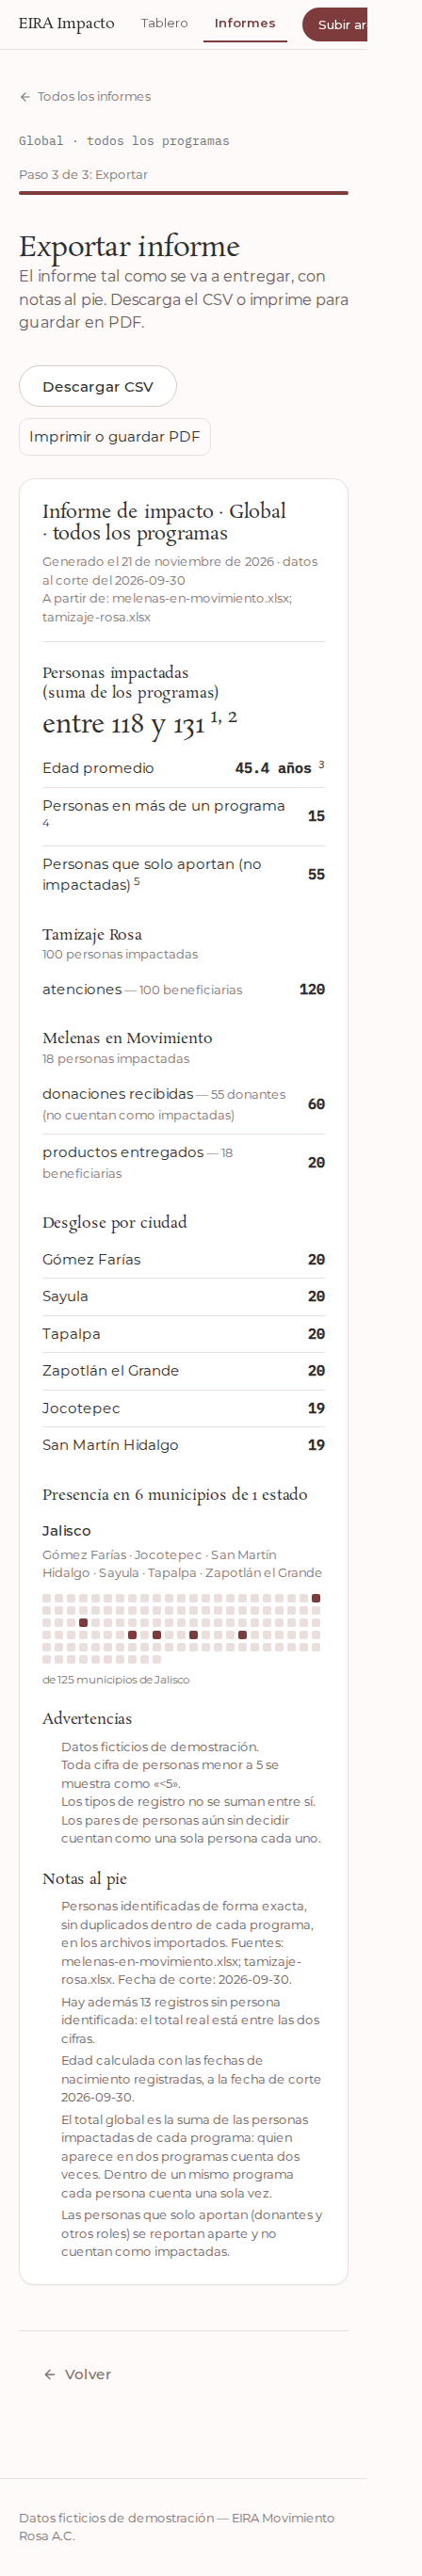 EIRA Impacto
Tablero
Informes
Subir ar
← Todos los informes
Global · todos los programas
Paso 3 de 3: Exportar
Exportar informe
El informe tal como se va a entregar, con
notas al pie. Descarga el CSV o imprime para
guardar en PDF.
Descargar CSV
Imprimir o guardar PDF
Informe de impacto · Global
· todos los programas
Generado el 21 de noviembre de 2026 · datos
al corte del 2026-09-30
A partir de: melenas-en-movimiento.xlsx;
tamizaje-rosa.xlsx
Personas impactadas
(suma de los programas)
entre 118 y 131 1, 2
Edad promedio 45.4 años 3
Personas en más de un programa 15
4
Personas que solo aportan (no
impactadas) 5 55
Tamizaje Rosa
100 personas impactadas
atenciones — 100 beneficiarias 120
Melenas en Movimiento
18 personas impactadas
donaciones recibidas — 55 donantes
(no cuentan como impactadas) 60
productos entregados — 18
beneficiarias 20
Desglose por ciudad
Gómez Farías 20
Sayula 20
Tapalpa 20
Zapotlán el Grande 20
Jocotepec 19
San Martín Hidalgo 19
Presencia en 6 municipios de 1 estado
Jalisco
Gómez Farías · Jocotepec · San Martín
Hidalgo · Sayula · Tapalpa · Zapotlán el Grande
de 125 municipios de Jalisco
Advertencias
Datos ficticios de demostración.
Toda cifra de personas menor a 5 se
muestra como «<5».
Los tipos de registro no se suman entre sí.
Los pares de personas aún sin decidir
cuentan como una sola persona cada uno.
Notas al pie
Personas identificadas de forma exacta,
sin duplicados dentro de cada programa,
en los archivos importados. Fuentes:
melenas-en-movimiento.xlsx; tamizaje-
rosa.xlsx. Fecha de corte: 2026-09-30.
Hay además 13 registros sin persona
identificada: el total real está entre las dos
cifras.
Edad calculada con las fechas de
nacimiento registradas, a la fecha de corte
2026-09-30.
El total global es la suma de las personas
impactadas de cada programa: quien
aparece en dos programas cuenta dos
veces. Dentro de un mismo programa
cada persona cuenta una sola vez.
Las personas que solo aportan (donantes y
otros roles) se reportan aparte y no
cuentan como impactadas.
← Volver
Datos ficticios de demostración — EIRA Movimiento
Rosa A.C.